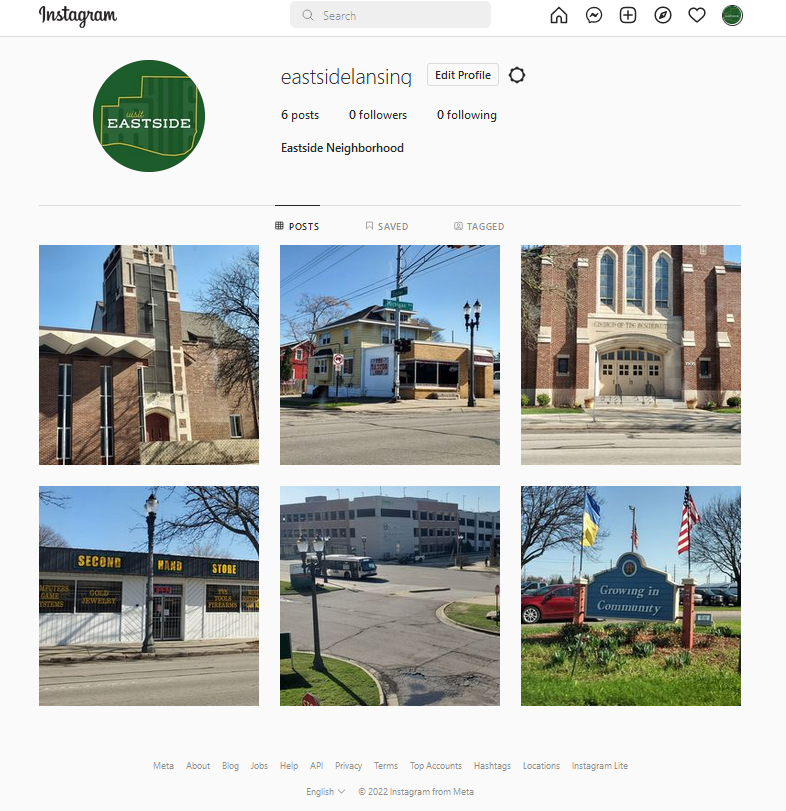 Instagram
Search
visit
EASTSIDE
eastsidelansing
Edit Profile
6 posts 0 followers 0 following
Eastside Neighborhood
POSTS SAVED TAGGED
Michigan
CHURCH OF THE RESURRECTION
SECOND HAND STORE
GAME
GOLD
JEWELRY
TVS
TOOLS
FIREARMS
Growing in
Community
Meta About Blog Jobs Help API Privacy Terms Top Accounts Hashtags Locations Instagram Lite
English © 2022 Instagram from Meta